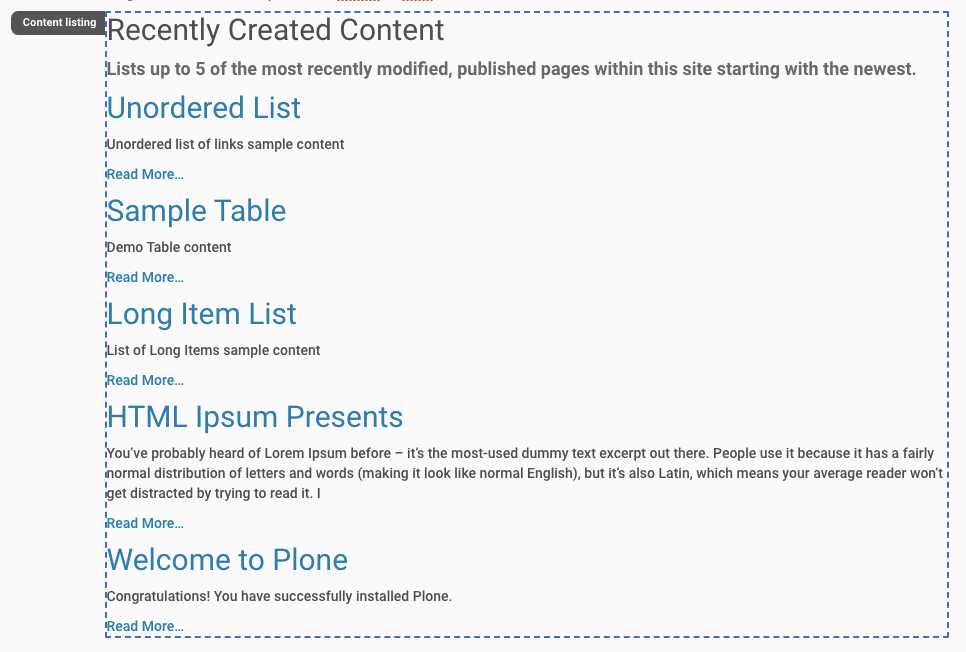 Content listing
Recently Created Content
Lists up to 5 of the most recently modified, published pages within this site starting with the newest.
Unordered List
Unordered list of links sample content
Read More…
Sample Table
Demo Table content
Read More…
Long Item List
List of Long Items sample content
Read More…
HTML Ipsum Presents
You’ve probably heard of Lorem Ipsum before – it’s the most-used dummy text excerpt out there. People use it because it has a fairly
normal distribution of letters and words (making it look like normal English), but it’s also Latin, which means your average reader won’t
get distracted by trying to read it. I
Read More…
Welcome to Plone
Congratulations! You have successfully installed Plone.
Read More…